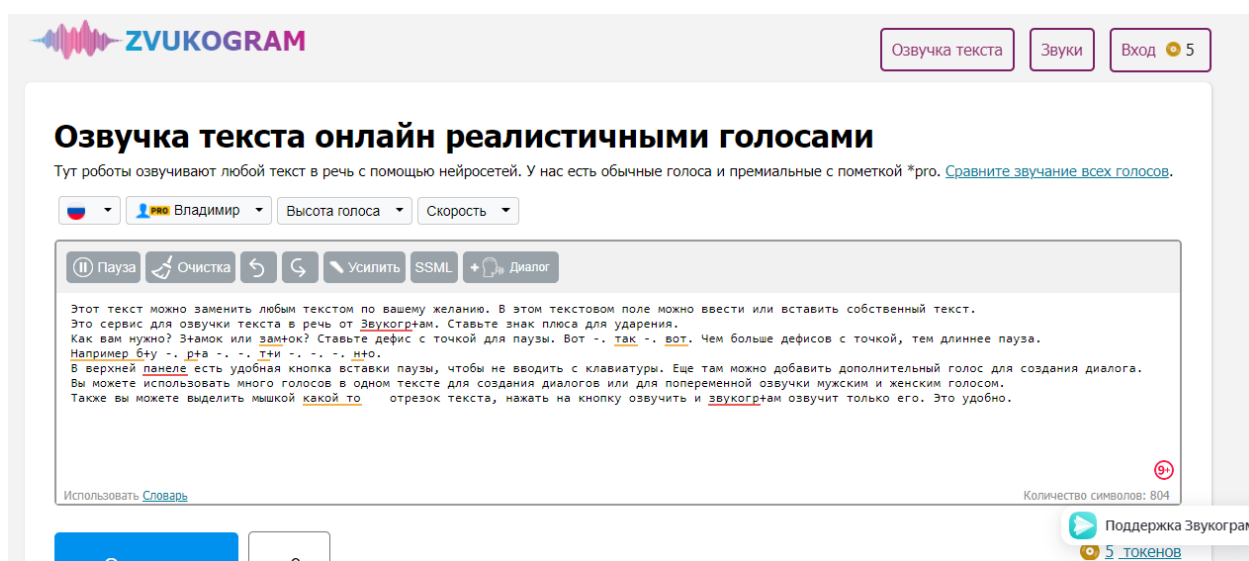 ZVUKOGRAM
Озвучка текста
Звуки
Вход 5
Озвучка текста онлайн реалистичными голосами
Тут роботы озвучивают любой текст в речь с помощью нейросетей. У нас есть обычные голоса и премиальные с пометкой *pro. Сравните звучание всех голосов.
PRO Владимир
Высота голоса
Скорость
Пауза
Очистка
Усилить
SSML
+ Диалог
Этот текст можно заменить любым текстом по вашему желанию. В этом текстовом поле можно ввести или вставить собственный текст.
Это сервис для озвучки текста в речь от Звукогр+ам. Ставьте знак плюса для ударения.
Как вам нужно? З+амок или зам+ок? Ставьте дефис с точкой для паузы. Вот -. так -. вот. Чем больше дефисов с точкой, тем длиннее пауза.
Например б+у -. р+а -. -. т+и -. -. -. н+о.
В верхней панеле есть удобная кнопка вставки паузы, чтобы не вводить с клавиатуры. Еще там можно добавить дополнительный голос для создания диалога.
Вы можете использовать много голосов в одном тексте для создания диалогов или для попеременной озвучки мужским и женским голосом.
Также вы можете выделить мышкой какой то отрезок текста, нажать на кнопку озвучить и звукогр+ам озвучит только его. Это удобно.
9+
Использовать Словарь
Количество символов: 804
Поддержка Звукограм
5 токенов